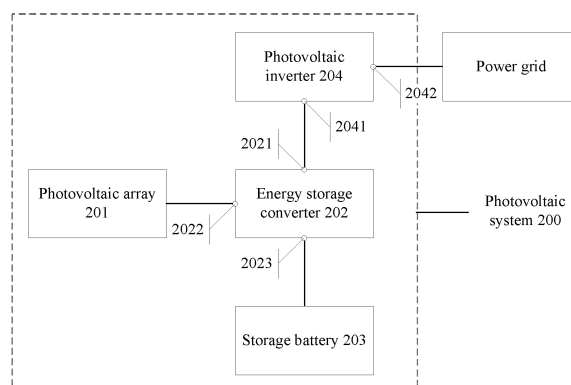 Photovoltaic
inverter 204
Power grid
2042
2041
2021
Photovoltaic array
201
Energy storage
converter 202
Photovoltaic
system 200
2022
2023
Storage battery 203